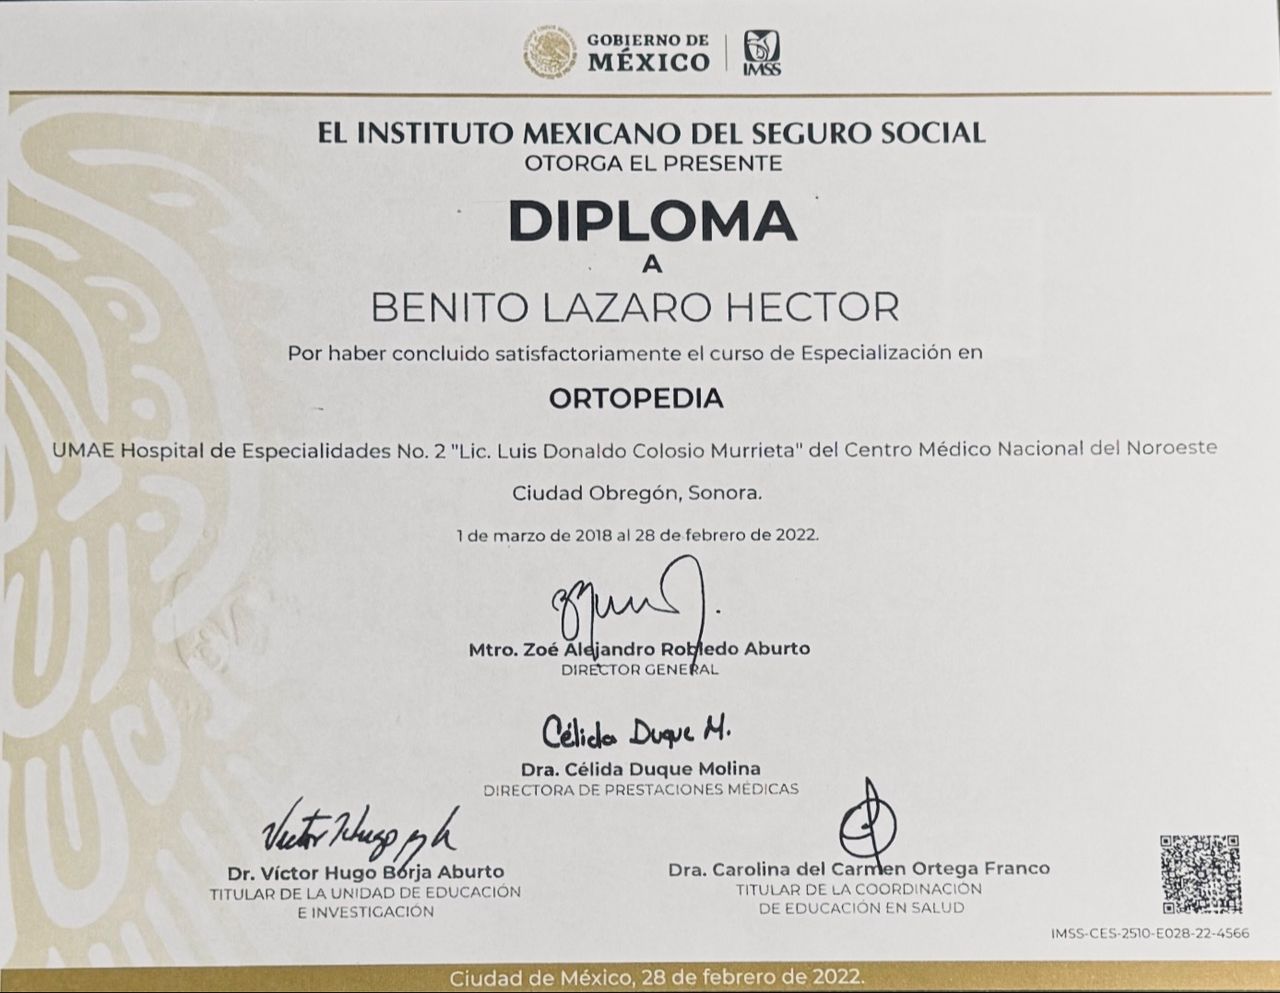 GOBIERNO DE
MÉXICO
IMSS
EL INSTITUTO MEXICANO DEL SEGURO SOCIAL
OTORGA EL PRESENTE
DIPLOMA
A
BENITO LAZARO HECTOR
Por haber concluido satisfactoriamente el curso de Especialización en
ORTOPEDIA
UMAE Hospital de Especialidades No. 2 "Lic. Luis Donaldo Colosio Murrieta" del Centro Médico Nacional del Noroeste
Ciudad Obregón, Sonora.
1 de marzo de 2018 al 28 de febrero de 2022.
Mtro. Zoé Alejandro Robledo Aburto
DIRECTOR GENERAL
Célida Duque M.
Dra. Célida Duque Molina
DIRECTORA DE PRESTACIONES MÉDICAS
Victor Hugo
Dr. Víctor Hugo Borja Aburto
TITULAR DE LA UNIDAD DE EDUCACIÓN
E INVESTIGACIÓN
Dra. Carolina del Carmen Ortega Franco
TITULAR DE LA COORDINACIÓN
DE EDUCACIÓN EN SALUD
IMSS-CES-2510-E028-22-4566
Ciudad de México, 28 de febrero de 2022.